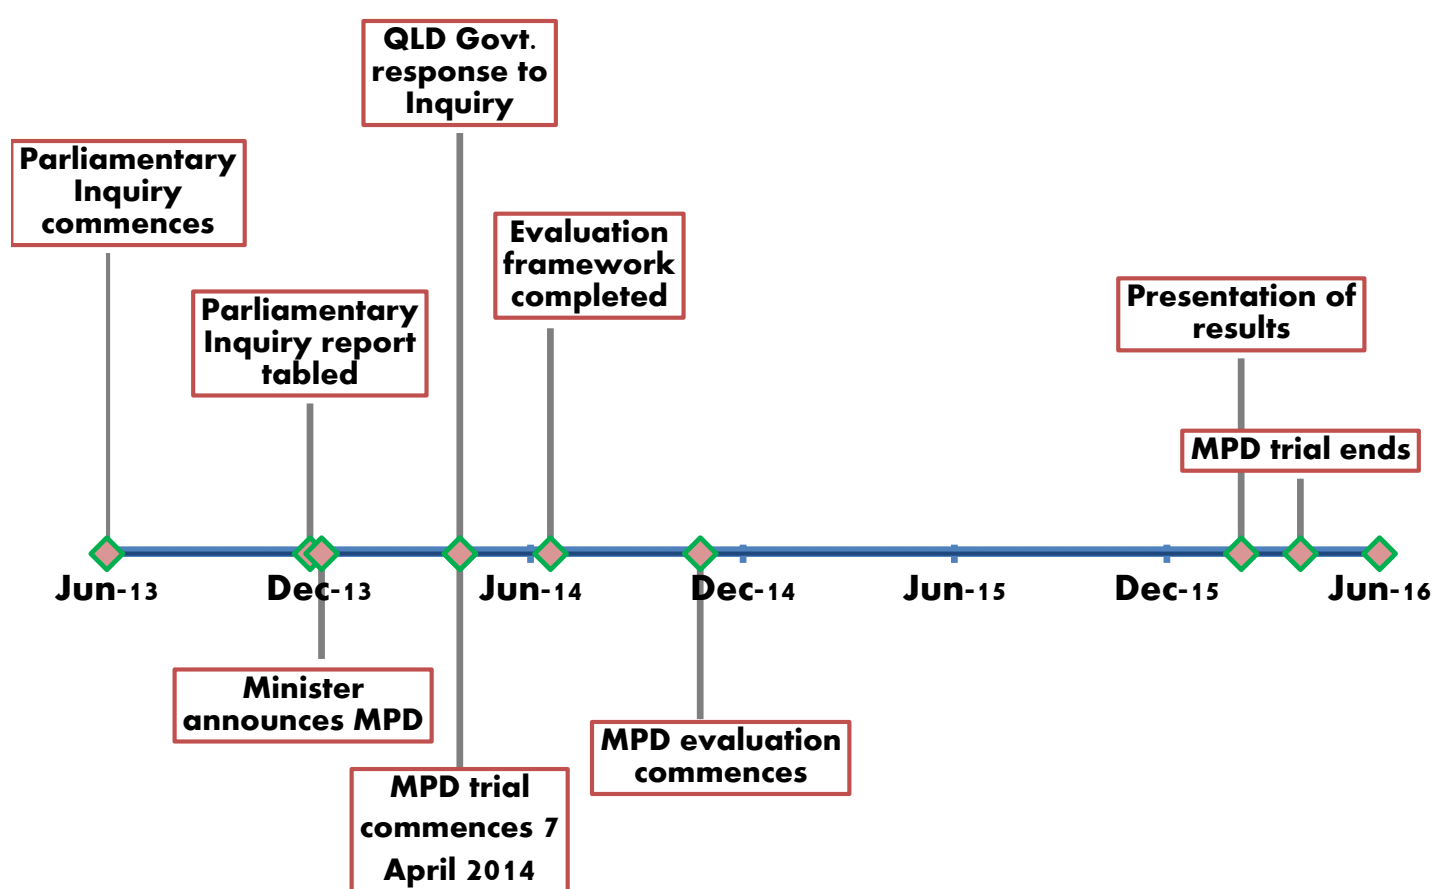 QLD Govt.
response to
Inquiry
Parliamentary
Inquiry
commences
Evaluation
framework
completed
Parliamentary
Inquiry report
tabled
Presentation of
results
MPD trial ends
Jun-13
Dec-13
Jun-14
Dec-14
Jun-15
Dec-15
Jun-16
Minister
announces MPD
MPD evaluation
commences
MPD trial
commences 7
April 2014